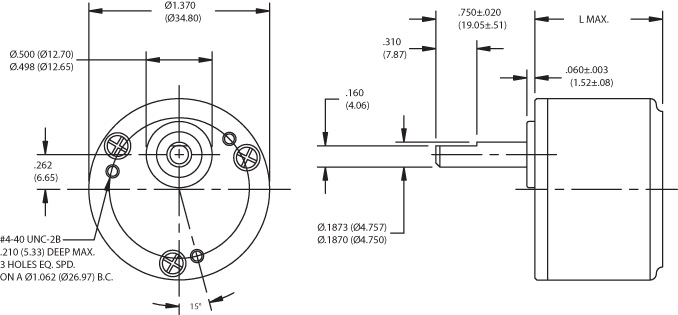 Ø1.370
(Ø34.80)
Ø.500 (Ø12.70)
Ø.498 (Ø12.65)
.262
(6.65)
#4-40 UNC-2B
.210 (5.33) DEEP MAX.
3 HOLES EQ. SPD.
ON A Ø1.062 (Ø26.97) B.C.
15°
.750±.020
(19.05±.51)
L MAX.
.310
(7.87)
.060±.003
(1.52±.08)
.160
(4.06)
Ø.1873 (Ø4.757)
Ø.1870 (Ø4.750)